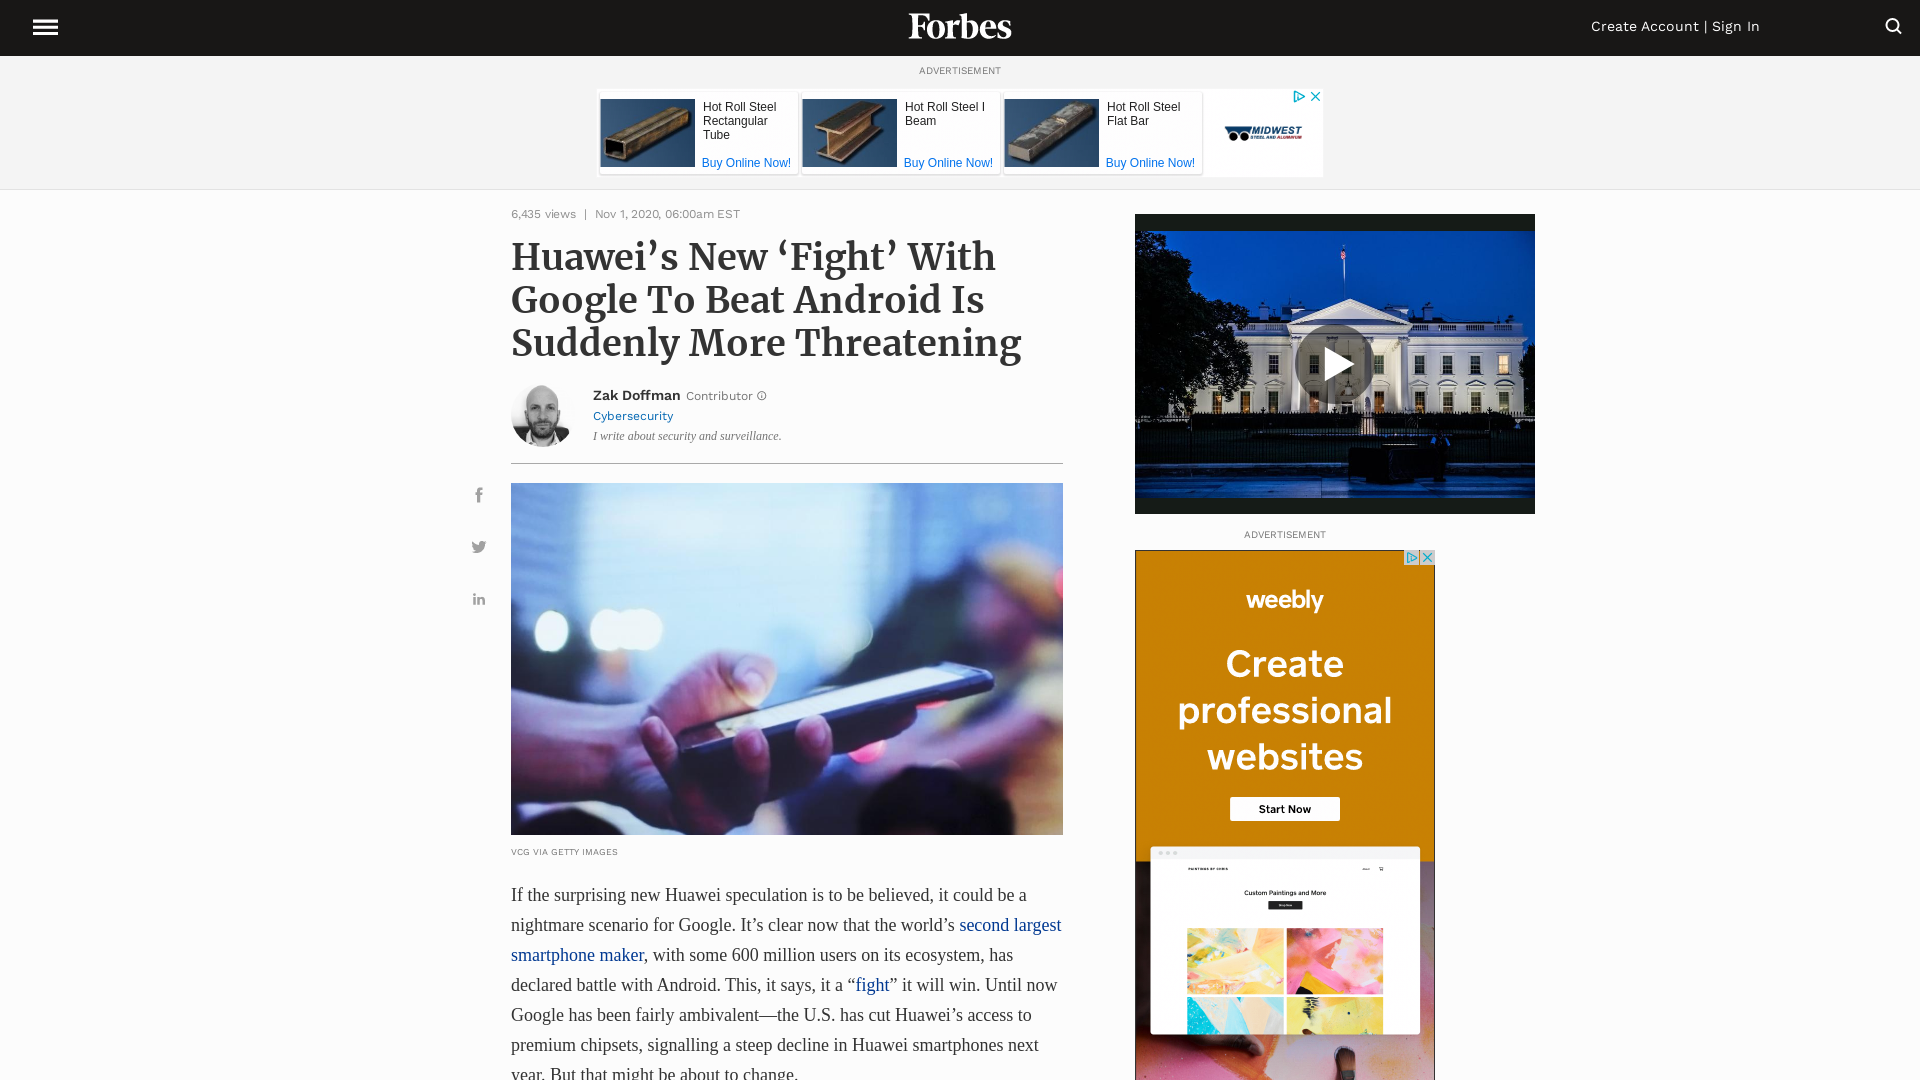 Forbes
Create Account | Sign In
ADVERTISEMENT
Hot Roll Steel
Rectangular
Tube
Buy Online Now!
Hot Roll Steel I
Beam
Buy Online Now!
Hot Roll Steel
Flat Bar
Buy Online Now!
MIDWEST
STEEL AND ALUMINUM
6,435 views | Nov 1, 2020, 06:00am EST
Huawei’s New ‘Fight’ With
Google To Beat Android Is
Suddenly More Threatening
Zak Doffman Contributor
Cybersecurity
I write about security and surveillance.
VCG VIA GETTY IMAGES
If the surprising new Huawei speculation is to be believed, it could be a
nightmare scenario for Google. It’s clear now that the world’s second largest
smartphone maker, with some 600 million users on its ecosystem, has
declared battle with Android. This, it says, it a “fight” it will win. Until now
Google has been fairly ambivalent—the U.S. has cut Huawei’s access to
premium chipsets, signalling a steep decline in Huawei smartphones next
year. But that might be about to change.
ADVERTISEMENT
weebly
Create
professional
websites
Start Now
PAINTINGS BY CHRIS
Custom Paintings and More